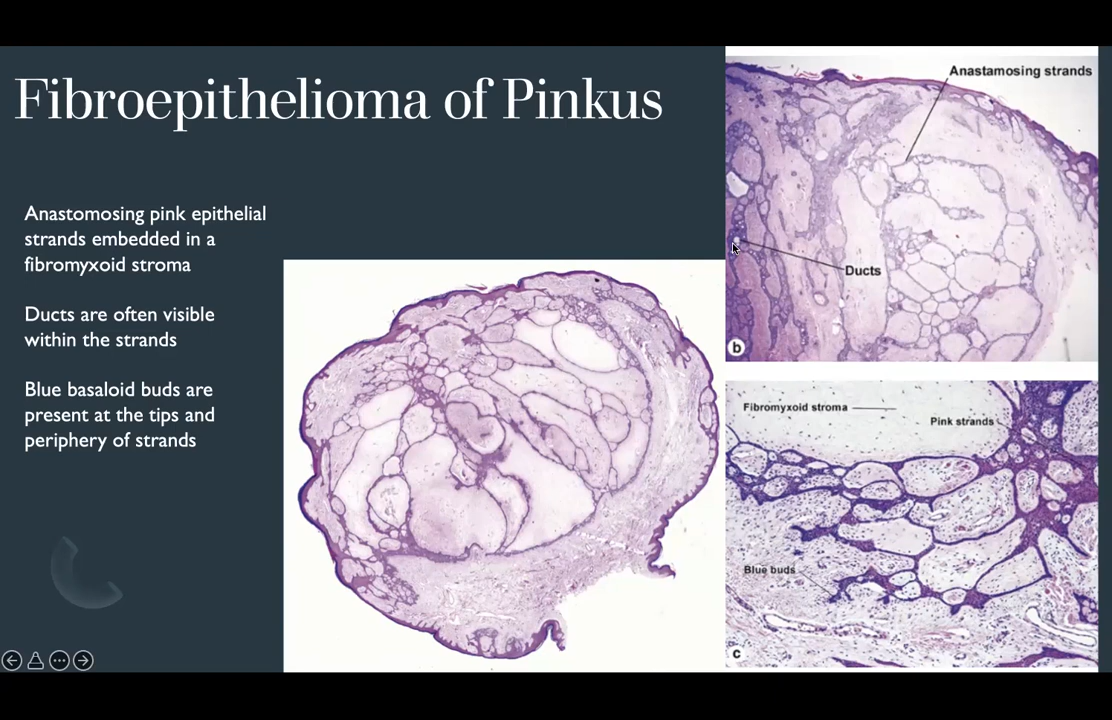 Fibroepithelioma of Pinkus
Anastomosing pink epithelial
strands embedded in a
fibromyxoid stroma
Ducts are often visible
within the strands
Blue basaloid buds are
present at the tips and
periphery of strands
Anastamosing strands
Ducts
b
Fibromyxoid stroma
Pink strands
Blue buds
c